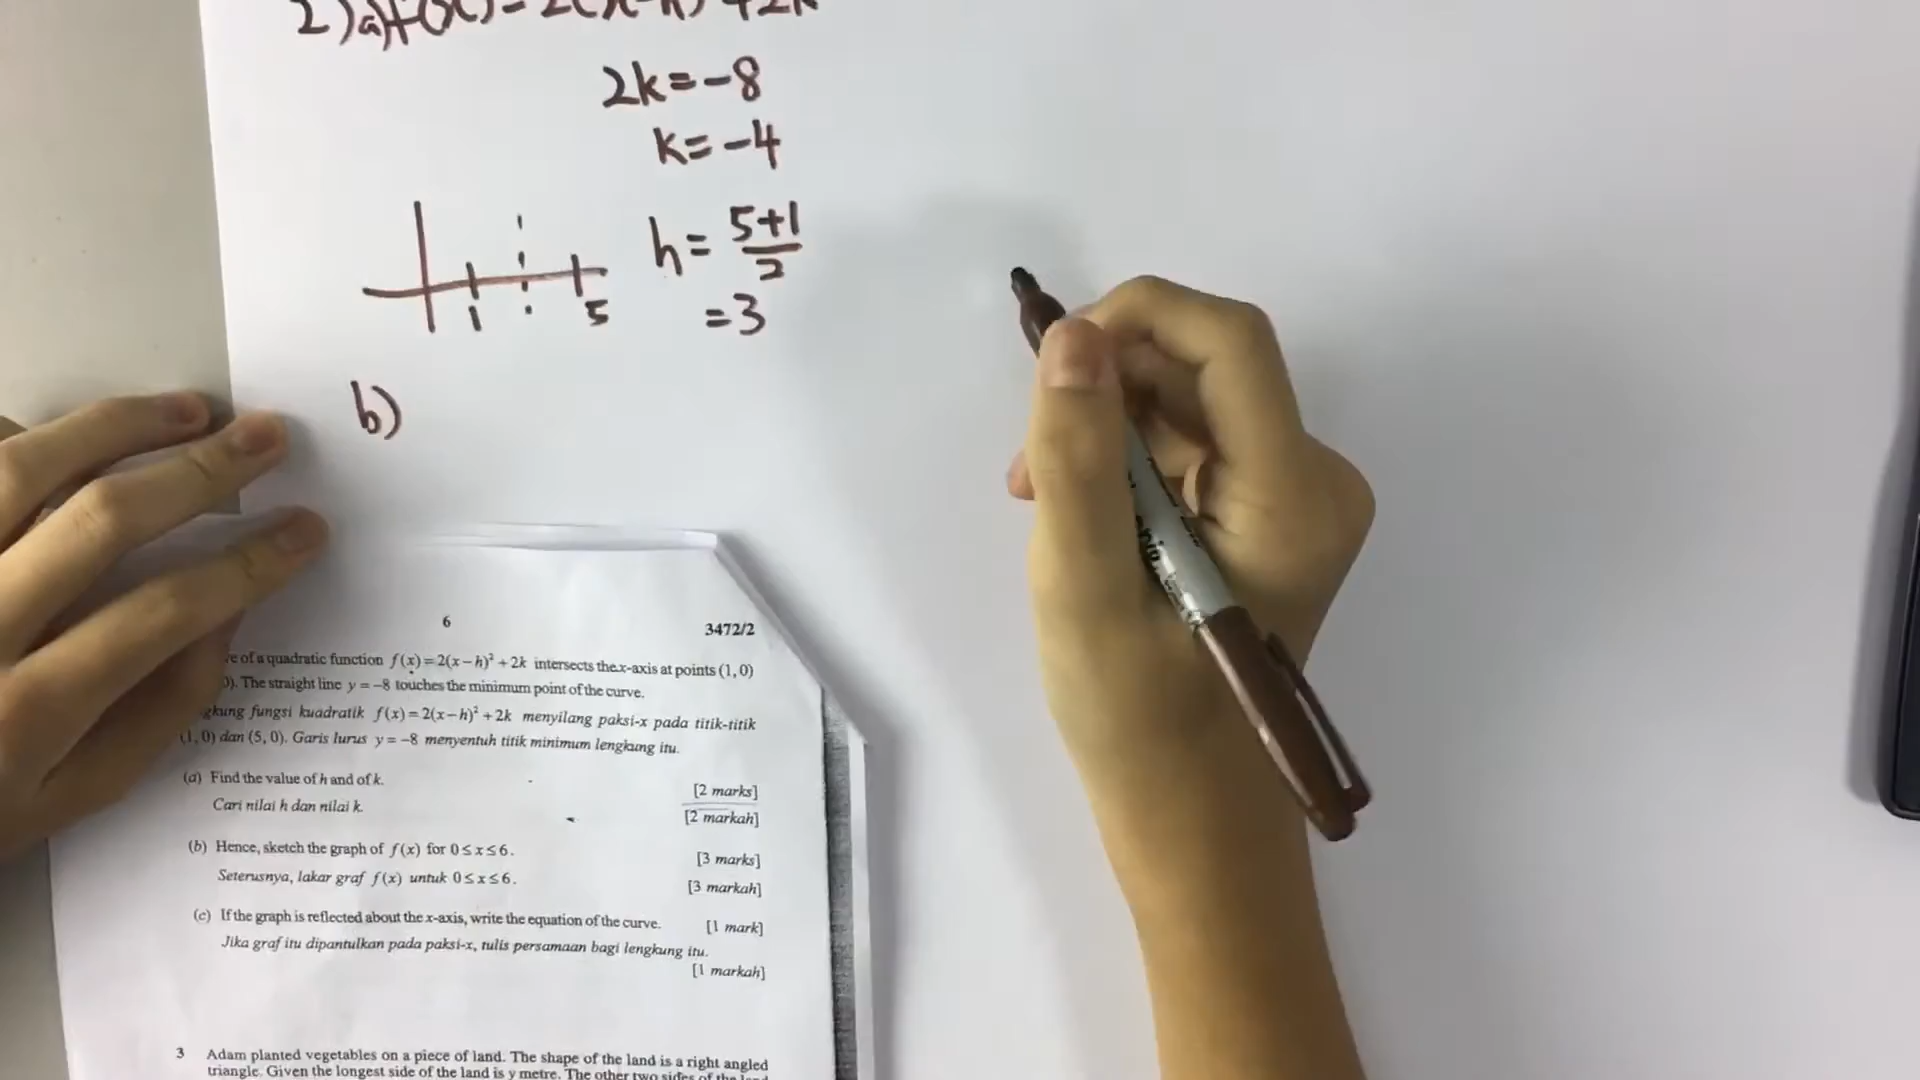 2) a) f(x) = 2(x-h)² + 2k
2k = -8
k = -4
h = 5+1
2
= 3
1 5
b)
6 3472/2
of a quadratic function f(x) = 2(x − h)² + 2k intersects the x-axis at points (1, 0)
0). The straight line y = −8 touches the minimum point of the curve.
gkung fungsi kuadratik f(x) = 2(x − h)² + 2k menyilang paksi-x pada titik-titik
(1, 0) dan (5, 0). Garis lurus y = −8 menyentuh titik minimum lengkung itu.
(a) Find the value of h and of k.
[2 marks]
Cari nilai h dan nilai k.
[2 markah]
(b) Hence, sketch the graph of f(x) for 0 ≤ x ≤ 6.
[3 marks]
Seterusnya, lakar graf f(x) untuk 0 ≤ x ≤ 6.
[3 markah]
(c) If the graph is reflected about the x-axis, write the equation of the curve. [1 mark]
Jika graf itu dipantulkan pada paksi-x, tulis persamaan bagi lengkung itu.
[1 markah]
3 Adam planted vegetables on a piece of land. The shape of the land is a right angled
triangle. Given the longest side of the land is y metre. The other two sides of the